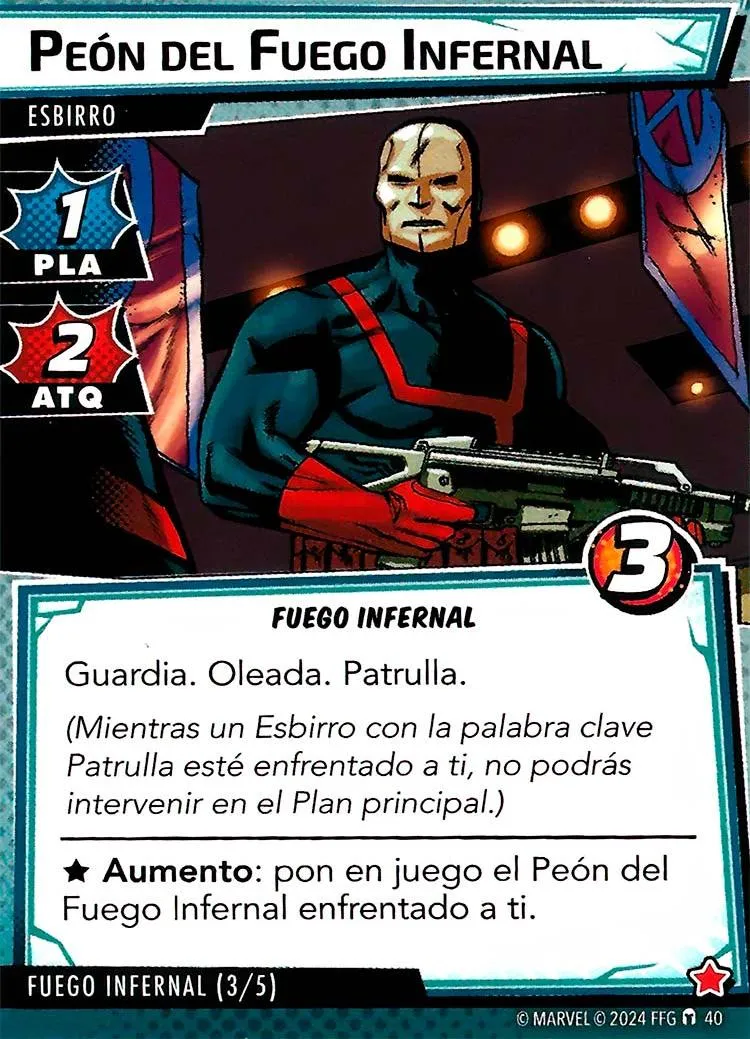 Peón del Fuego Infernal
ESBIRRO
1
PLA
2
ATQ
3
FUEGO INFERNAL
Guardia. Oleada. Patrulla.
(Mientras un Esbirro con la palabra clave
Patrulla esté enfrentado a ti, no podrás
intervenir en el Plan principal.)
★ Aumento: pon en juego el Peón del
Fuego Infernal enfrentado a ti.
FUEGO INFERNAL (3/5)
© MARVEL © 2024 FFG 40